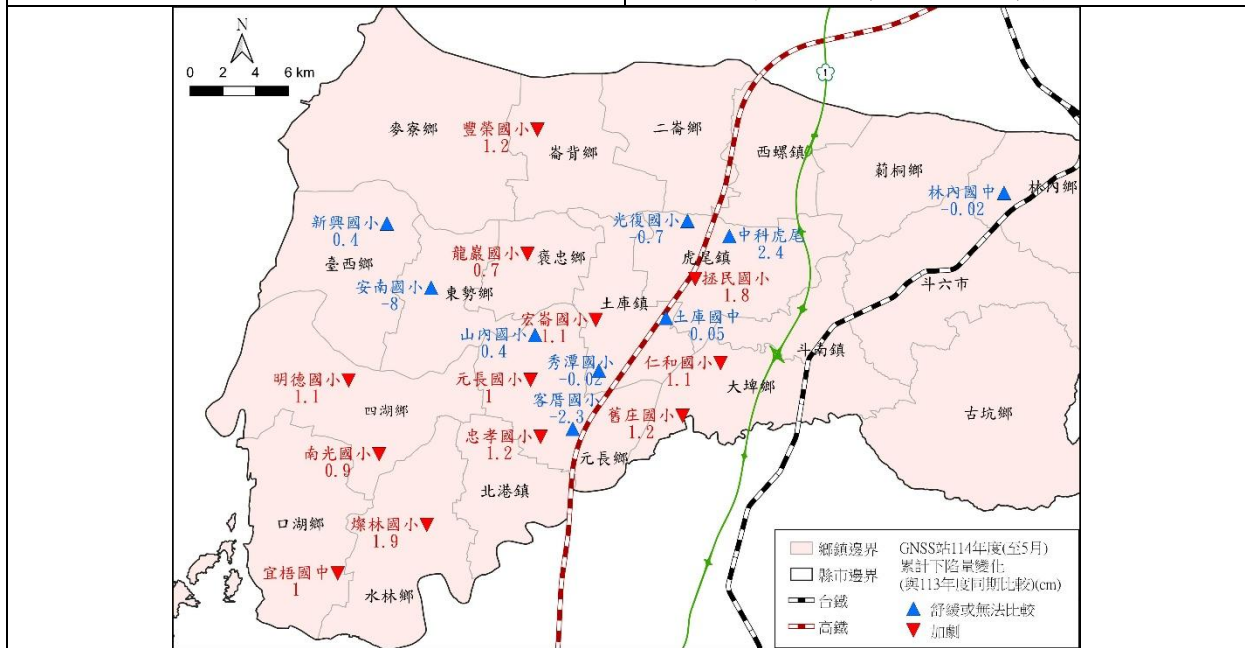 N
0 2 4 6 km
1
麥寮鄉
豐榮國小
1.2
崙背鄉
二崙鄉
西螺鎮
莿桐鄉
林內鄉
林內國中
-0.02
新興國小
0.4
臺西鄉
光復國小
-0.7
中科虎尾
2.4
虎尾鎮
龍巖國小
0.7
褒忠鄉
拯民國小
1.8
安南國小
-8
東勢鄉
土庫鎮
斗六市
宏崙國小
1.1
土庫國中
0.05
山內國小
0.4
斗南鎮
秀潭國小
-0.02
仁和國小
1.1
大埤鄉
明德國小
1.1
元長國小
1
四湖鄉
客厝國小
-2.3
舊庄國小
1.2
古坑鄉
忠孝國小
1.2
元長鄉
南光國小
0.9
北港鎮
口湖鄉
燦林國小
1.9
宜梧國中
1
水林鄉
鄉鎮邊界
縣市邊界
台鐵
高鐵
GNSS站114年度(至5月)
累計下陷量變化
(與113年度同期比較)(cm)
舒緩或無法比較
加劇